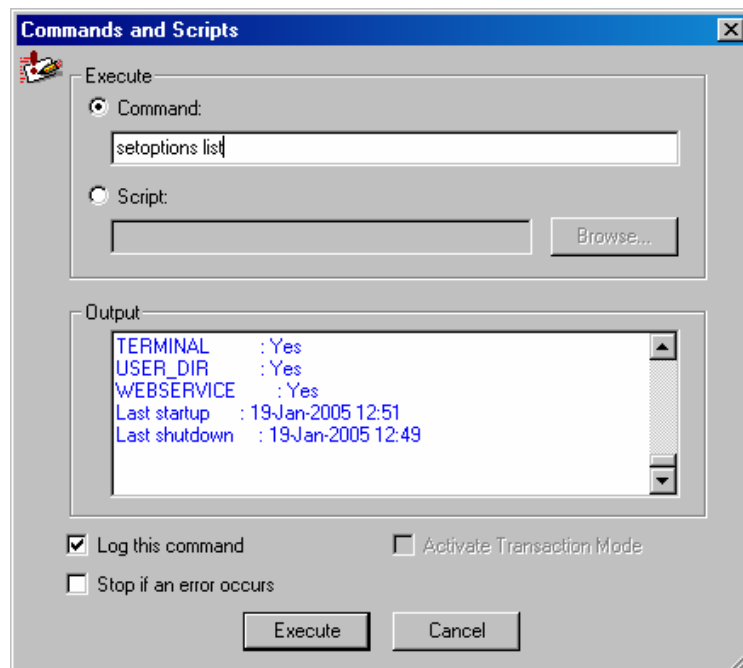 Commands and Scripts
Execute
Command:
setoptions list
Script:
Browse...
Output
TERMINAL : Yes
USER_DIR : Yes
WEBSERVICE : Yes
Last startup : 19-Jan-2005 12:51
Last shutdown : 19-Jan-2005 12:49
Log this command
Activate Transaction Mode
Stop if an error occurs
Execute
Cancel